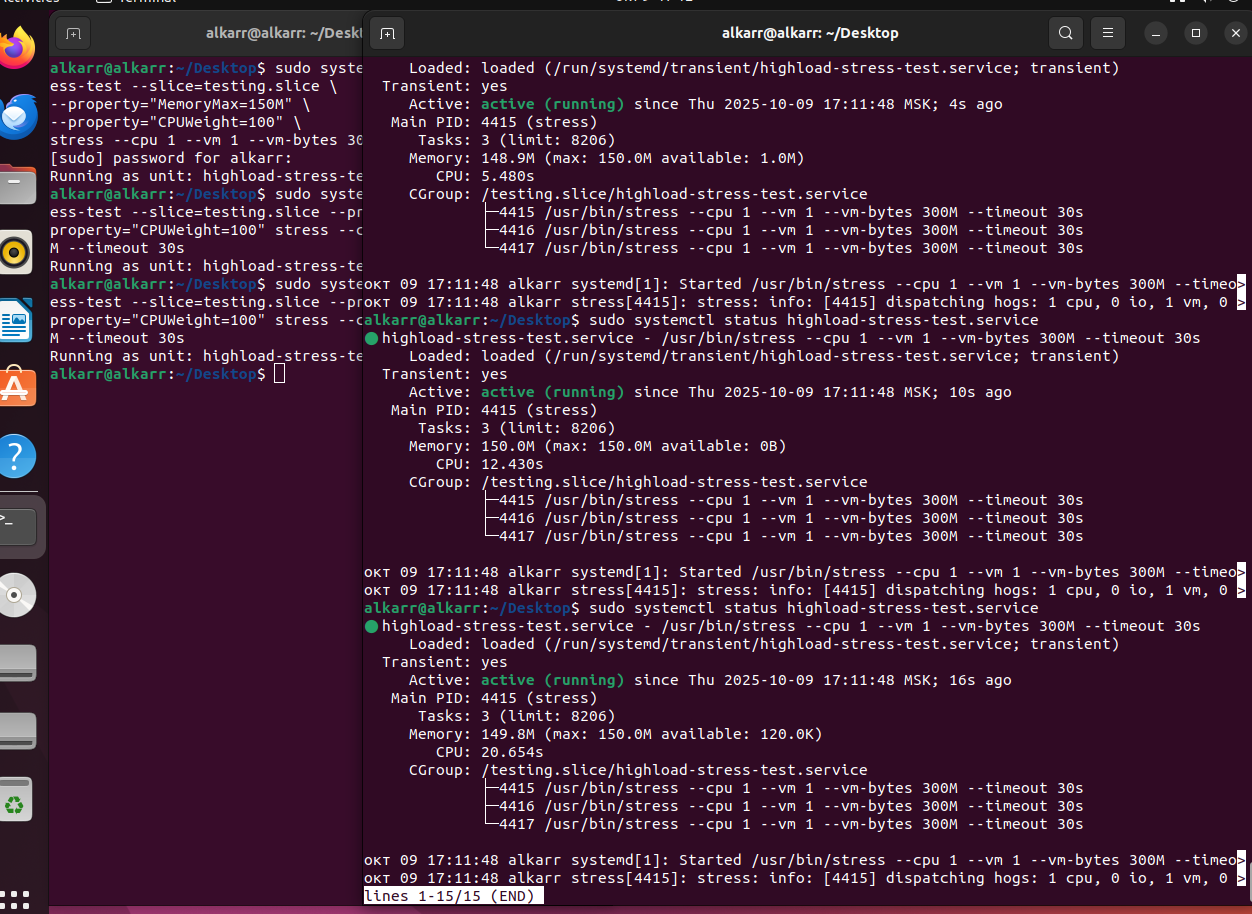 Terminal
alkarr@alkarr: ~/Deskt
alkarr@alkarr:~/Desktop$ sudo syste
ess-test --slice=testing.slice \
--property="MemoryMax=150M" \
--property="CPUWeight=100" \
stress --cpu 1 --vm 1 --vm-bytes 30
[sudo] password for alkarr:
Running as unit: highload-stress-te
alkarr@alkarr:~/Desktop$ sudo syste
ess-test --slice=testing.slice --pr
property="CPUWeight=100" stress --c
M --timeout 30s
Running as unit: highload-stress-te
alkarr@alkarr:~/Desktop$ sudo syste
ess-test --slice=testing.slice --pr
property="CPUWeight=100" stress --c
M --timeout 30s
Running as unit: highload-stress-te
alkarr@alkarr:~/Desktop$
alkarr@alkarr: ~/Desktop
Loaded: loaded (/run/systemd/transient/highload-stress-test.service; transient)
Transient: yes
Active: active (running) since Thu 2025-10-09 17:11:48 MSK; 4s ago
Main PID: 4415 (stress)
Tasks: 3 (limit: 8206)
Memory: 148.9M (max: 150.0M available: 1.0M)
CPU: 5.480s
CGroup: /testing.slice/highload-stress-test.service
├─4415 /usr/bin/stress --cpu 1 --vm 1 --vm-bytes 300M --timeout 30s
├─4416 /usr/bin/stress --cpu 1 --vm 1 --vm-bytes 300M --timeout 30s
└─4417 /usr/bin/stress --cpu 1 --vm 1 --vm-bytes 300M --timeout 30s
окт 09 17:11:48 alkarr systemd[1]: Started /usr/bin/stress --cpu 1 --vm 1 --vm-bytes 300M --timeo>
окт 09 17:11:48 alkarr stress[4415]: stress: info: [4415] dispatching hogs: 1 cpu, 0 io, 1 vm, 0 >
alkarr@alkarr:~/Desktop$ sudo systemctl status highload-stress-test.service
● highload-stress-test.service - /usr/bin/stress --cpu 1 --vm 1 --vm-bytes 300M --timeout 30s
Loaded: loaded (/run/systemd/transient/highload-stress-test.service; transient)
Transient: yes
Active: active (running) since Thu 2025-10-09 17:11:48 MSK; 10s ago
Main PID: 4415 (stress)
Tasks: 3 (limit: 8206)
Memory: 150.0M (max: 150.0M available: 0B)
CPU: 12.430s
CGroup: /testing.slice/highload-stress-test.service
├─4415 /usr/bin/stress --cpu 1 --vm 1 --vm-bytes 300M --timeout 30s
├─4416 /usr/bin/stress --cpu 1 --vm 1 --vm-bytes 300M --timeout 30s
└─4417 /usr/bin/stress --cpu 1 --vm 1 --vm-bytes 300M --timeout 30s
окт 09 17:11:48 alkarr systemd[1]: Started /usr/bin/stress --cpu 1 --vm 1 --vm-bytes 300M --timeo>
окт 09 17:11:48 alkarr stress[4415]: stress: info: [4415] dispatching hogs: 1 cpu, 0 io, 1 vm, 0 >
alkarr@alkarr:~/Desktop$ sudo systemctl status highload-stress-test.service
● highload-stress-test.service - /usr/bin/stress --cpu 1 --vm 1 --vm-bytes 300M --timeout 30s
Loaded: loaded (/run/systemd/transient/highload-stress-test.service; transient)
Transient: yes
Active: active (running) since Thu 2025-10-09 17:11:48 MSK; 16s ago
Main PID: 4415 (stress)
Tasks: 3 (limit: 8206)
Memory: 149.8M (max: 150.0M available: 120.0K)
CPU: 20.654s
CGroup: /testing.slice/highload-stress-test.service
├─4415 /usr/bin/stress --cpu 1 --vm 1 --vm-bytes 300M --timeout 30s
├─4416 /usr/bin/stress --cpu 1 --vm 1 --vm-bytes 300M --timeout 30s
└─4417 /usr/bin/stress --cpu 1 --vm 1 --vm-bytes 300M --timeout 30s
окт 09 17:11:48 alkarr systemd[1]: Started /usr/bin/stress --cpu 1 --vm 1 --vm-bytes 300M --timeo>
окт 09 17:11:48 alkarr stress[4415]: stress: info: [4415] dispatching hogs: 1 cpu, 0 io, 1 vm, 0 >
lines 1-15/15 (END)